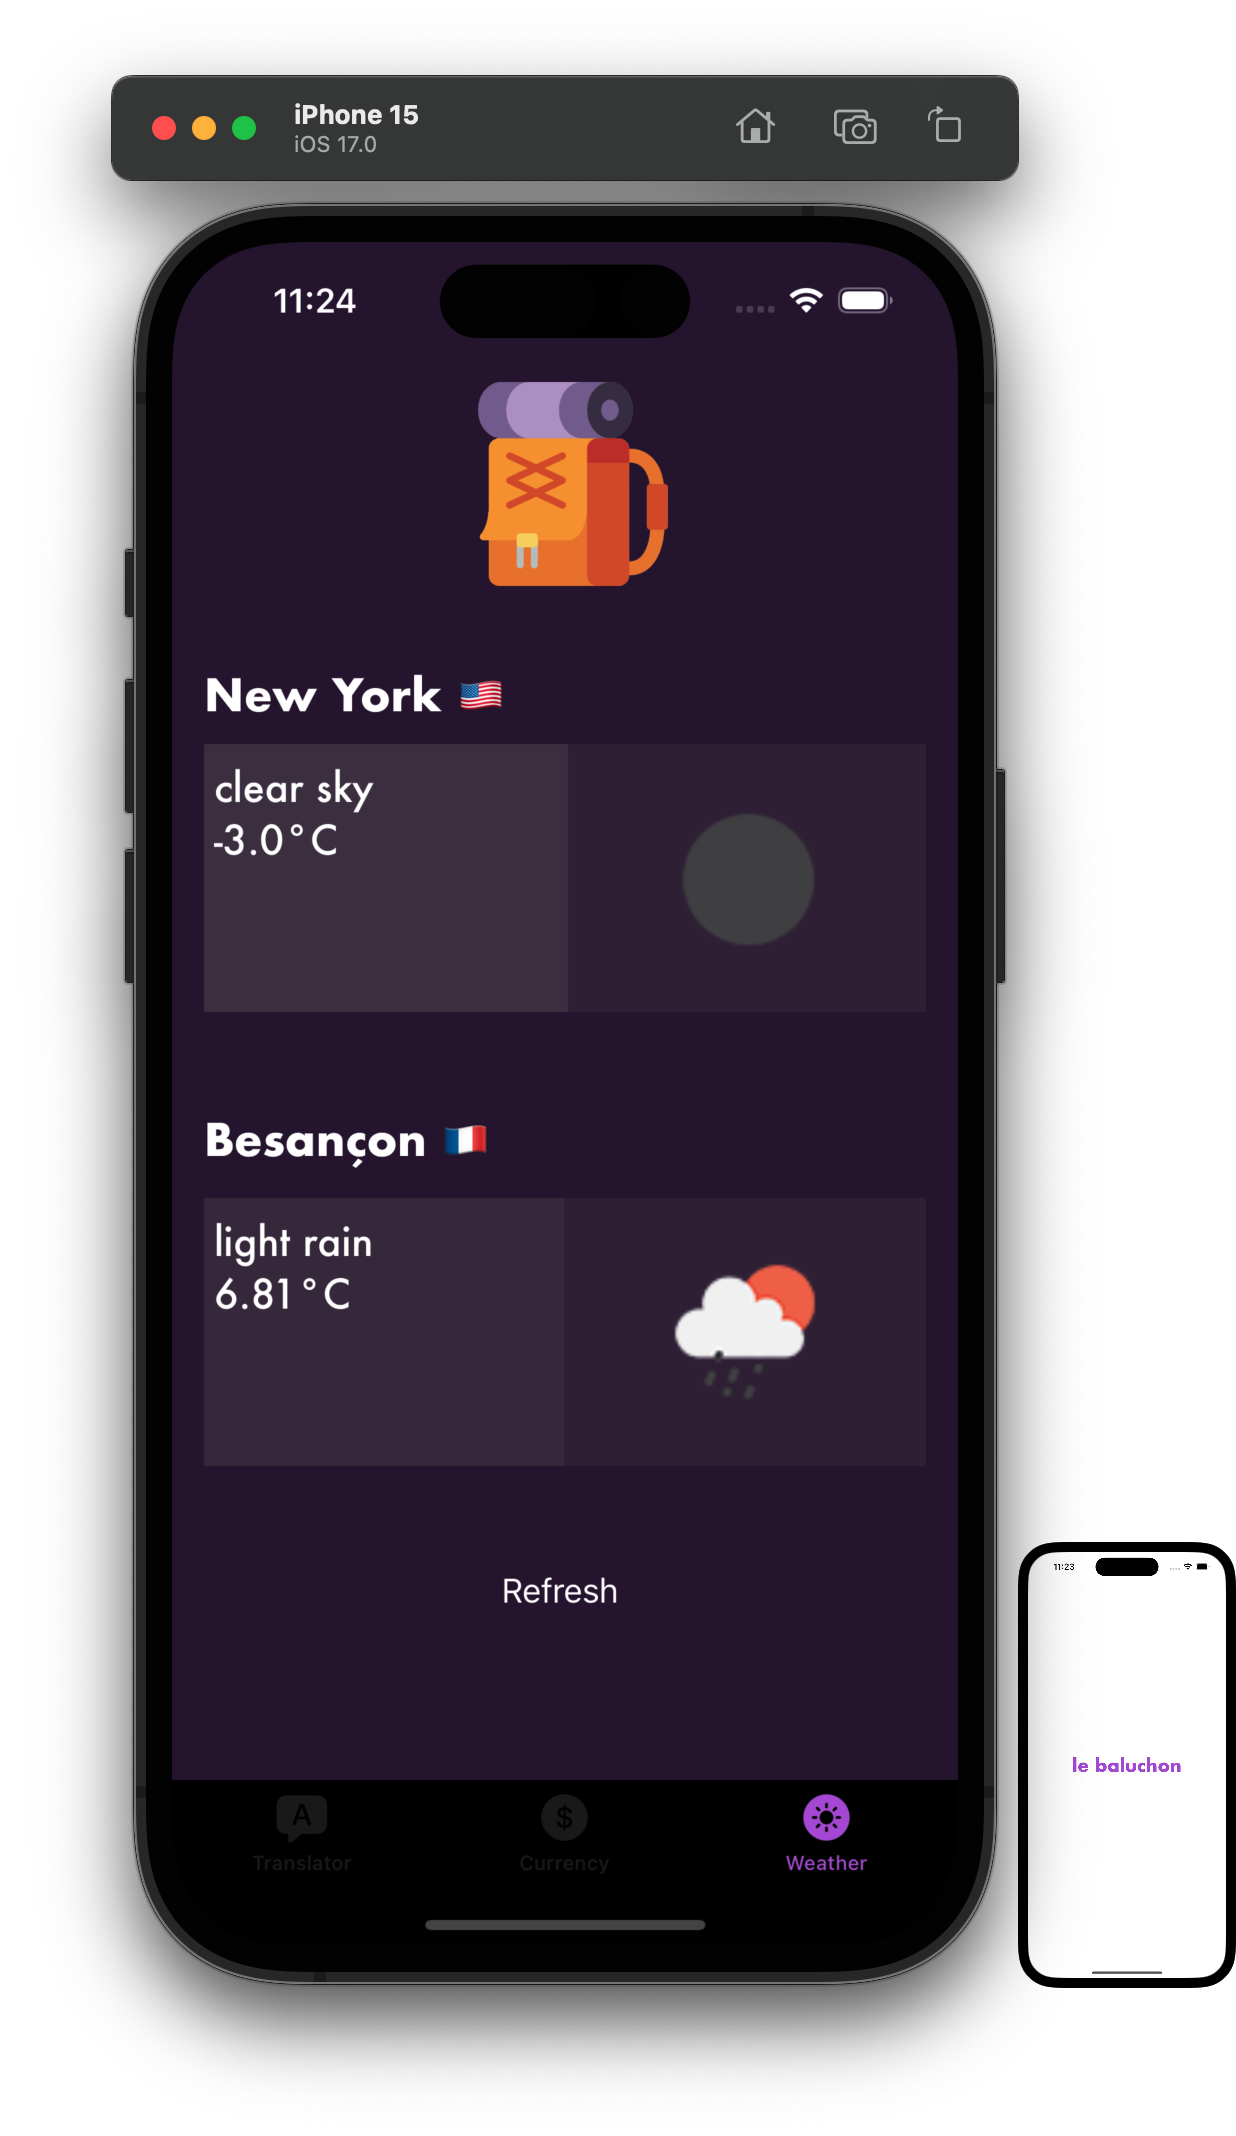 iPhone 15
iOS 17.0
11:24
New York 🇺🇸
clear sky
-3.0°C
Besançon 🇫🇷
light rain
6.81°C
Refresh
A
Translator
$
Currency
Weather
11:23
le baluchon